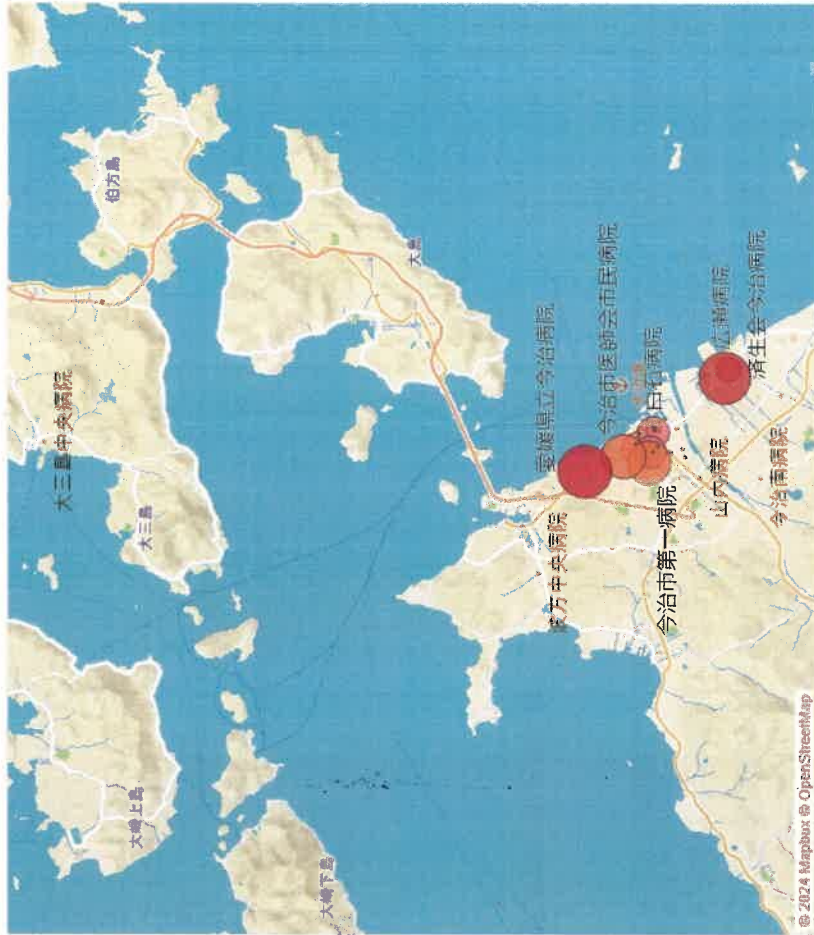 大崎上島
大三島中央病院
伯方島
大三島
大崎下島
大島
愛媛県立今治病院
波方中央病院
今治市医師会市民病院
白石病院
今治市第一病院
広瀬病院
山内病院
済生会今治病院
今治南病院
© 2024 Mapbox © OpenStreetMap